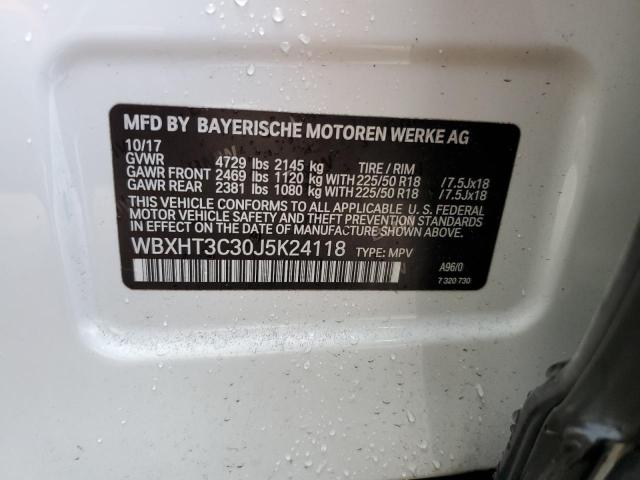 MFD BY BAYERISCHE MOTOREN WERKE AG
10/17
GVWR 4729 lbs 2145 kg TIRE / RIM
GAWR FRONT 2469 lbs 1120 kg WITH 225/50 R18 /7.5Jx18
GAWR REAR 2381 lbs 1080 kg WITH 225/50 R18 /7.5Jx18
THIS VEHICLE CONFORMS TO ALL APPLICABLE U. S. FEDERAL
MOTOR VEHICLE SAFETY, BUMPER, AND THEFT PREVENTION STANDARDS
IN EFFECT ON THE DATE OF MANUFACTURE SHOWN ABOVE.
WBXHT3C30J5K24118 TYPE: MPV
A96/0
7 320 730